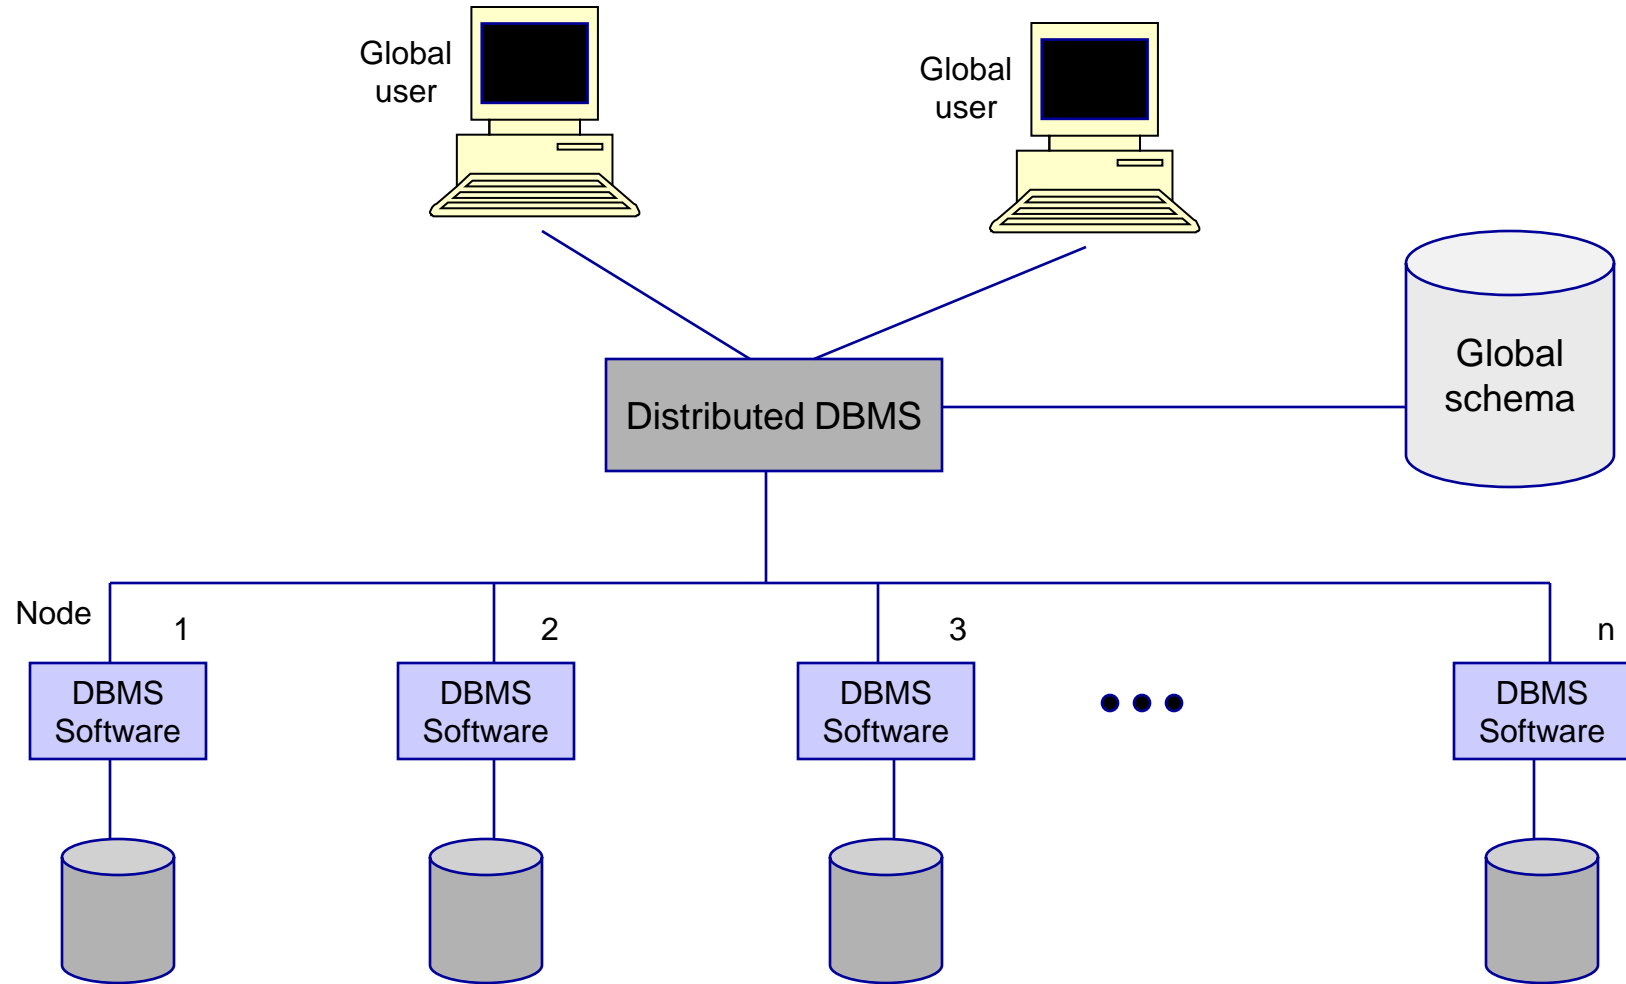 Global
user
Global
user
Global
schema
Distributed DBMS
Node
1
2
3
n
DBMS
Software
DBMS
Software
DBMS
Software
DBMS
Software